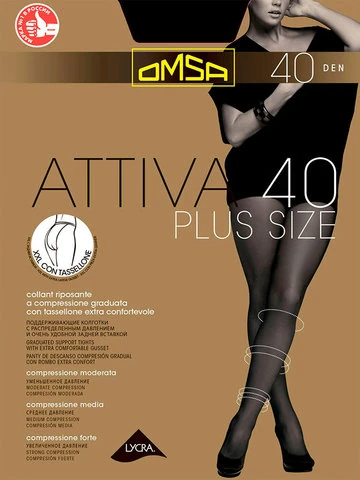 МАРКА №1 В РОССИИ
OMSA
40 DEN
ATTIVA 40
PLUS SIZE
XXL CON TASSELLONE
collant riposante
a compressione graduata
con tassellone extra confortevole
ПОДДЕРЖИВАЮЩИЕ КОЛГОТКИ
С РАСПРЕДЕЛЕННЫМ ДАВЛЕНИЕМ
И ОЧЕНЬ УДОБНОЙ ЗАДНЕЙ ВСТАВКОЙ
GRADUATED SUPPORT TIGHTS
WITH EXTRA COMFORTABLE GUSSET
PANTY DE DESCANSO COMPRESIÓN GRADUAL
CON ROMBO EXTRA CONFORT
compressione moderata
УМЕНЬШЕННОЕ ДАВЛЕНИЕ
MODERATE COMPRESSION
COMPRESIÓN MODERADA
compressione media
СРЕДНЕЕ ДАВЛЕНИЕ
MEDIUM COMPRESSION
COMPRESIÓN MEDIA
compressione forte
УВЕЛИЧЕННОЕ ДАВЛЕНИЕ
STRONG COMPRESSION
COMPRESIÓN FUERTE
LYCRA